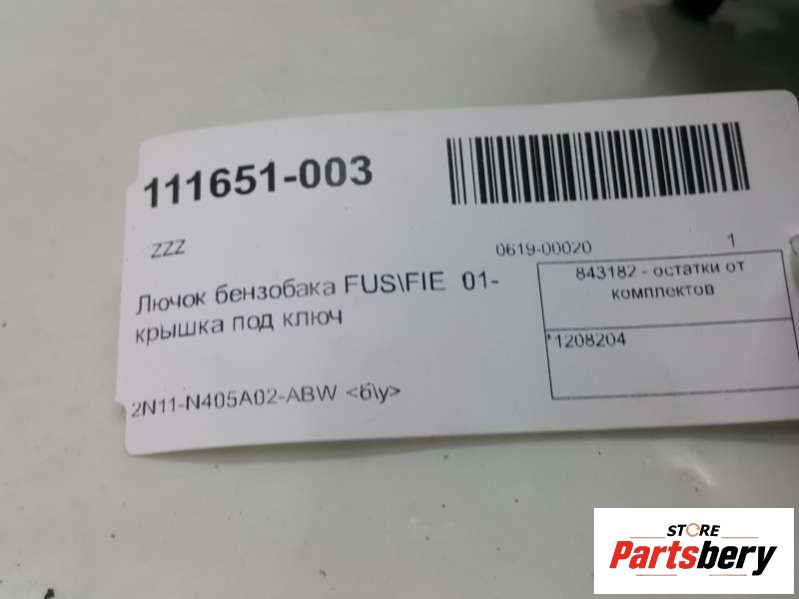 111651-003
ZZZ
0619-00020 1
Лючок бензобака FUS\FIE 01-
крышка под ключ
843182 - остатки от
комплектов
*1208204
2N11-N405A02-ABW <б\у>
STORE
Partsbery